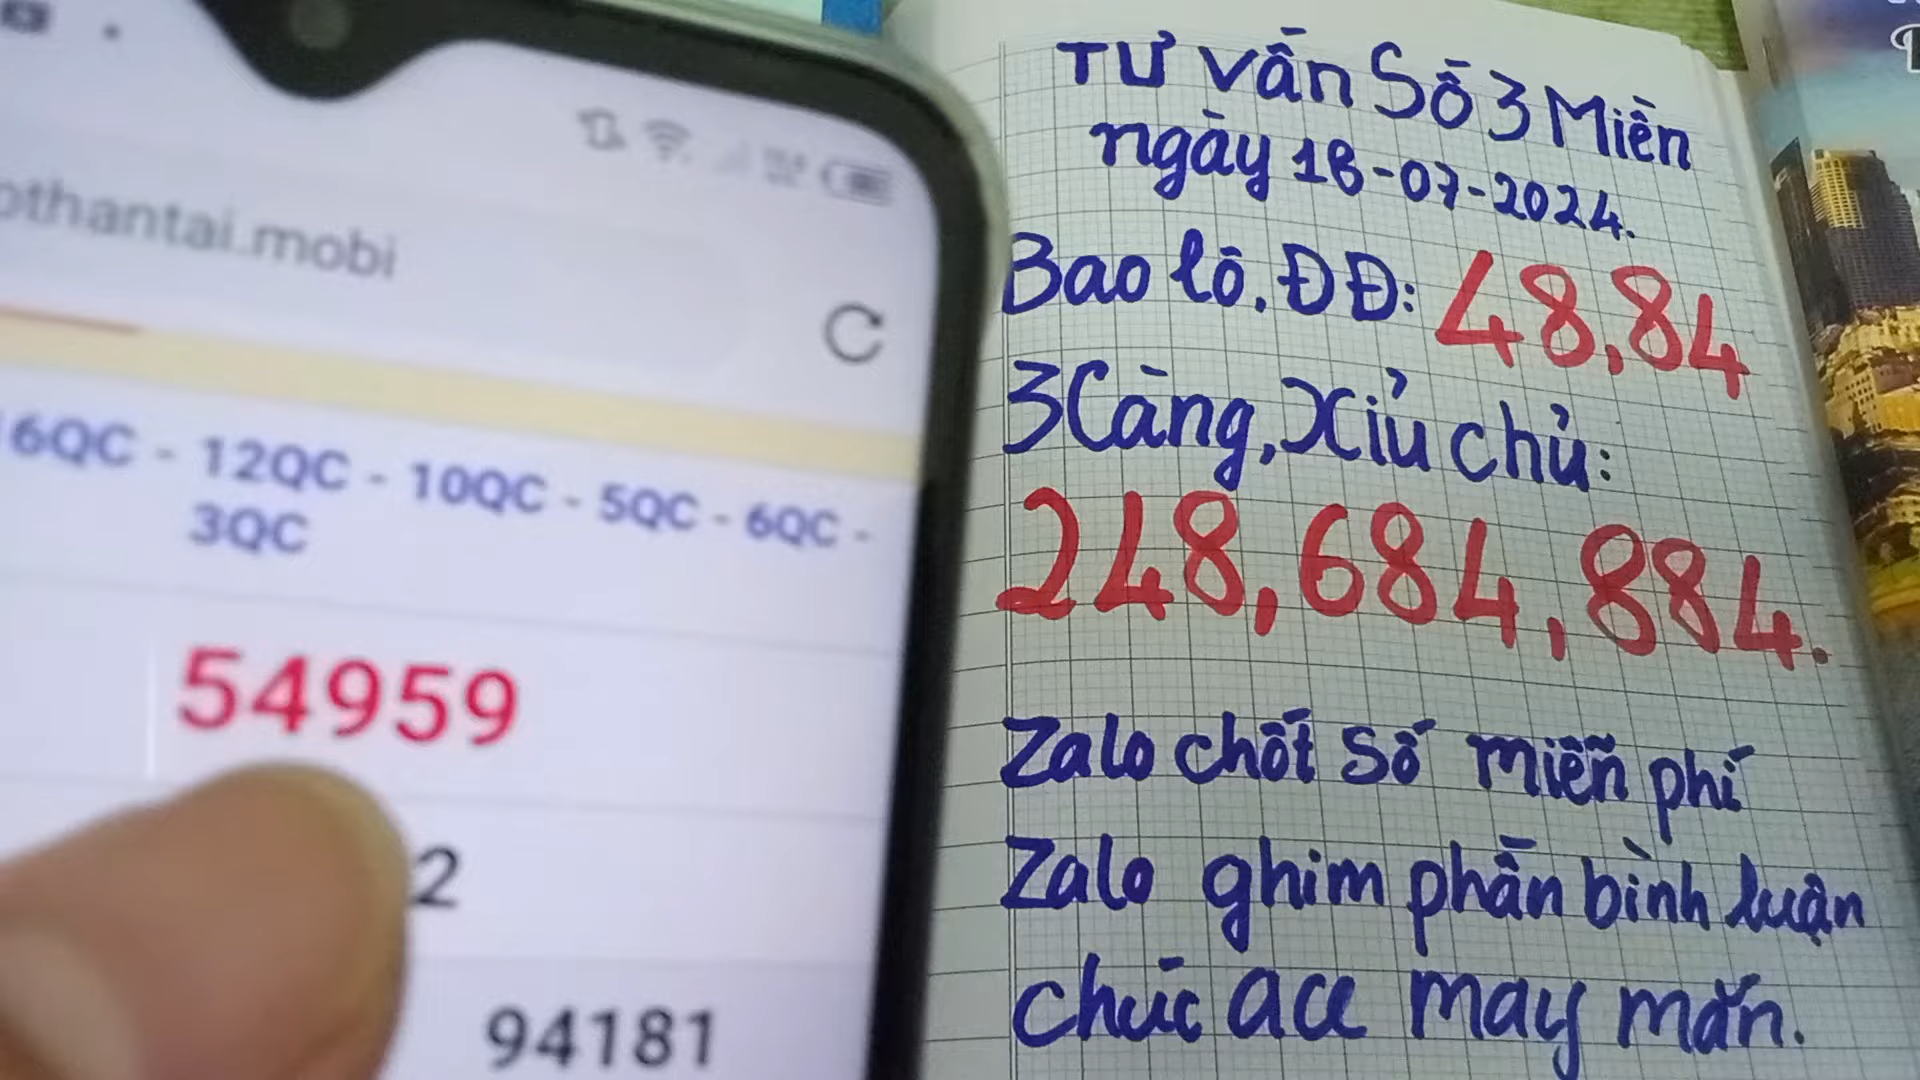 othantai.mobi
6QC - 12QC - 10QC - 5QC - 6QC -
3QC
54959
2
94181
Tư vấn Số 3 Miền
ngày 18-07-2024.
Bao lô. ĐĐ: 48,84
3 Càng, Xỉu chủ:
248, 684, 884.
Zalo chốt số miễn phí
Zalo ghim phần bình luận
chúc ace may mắn.